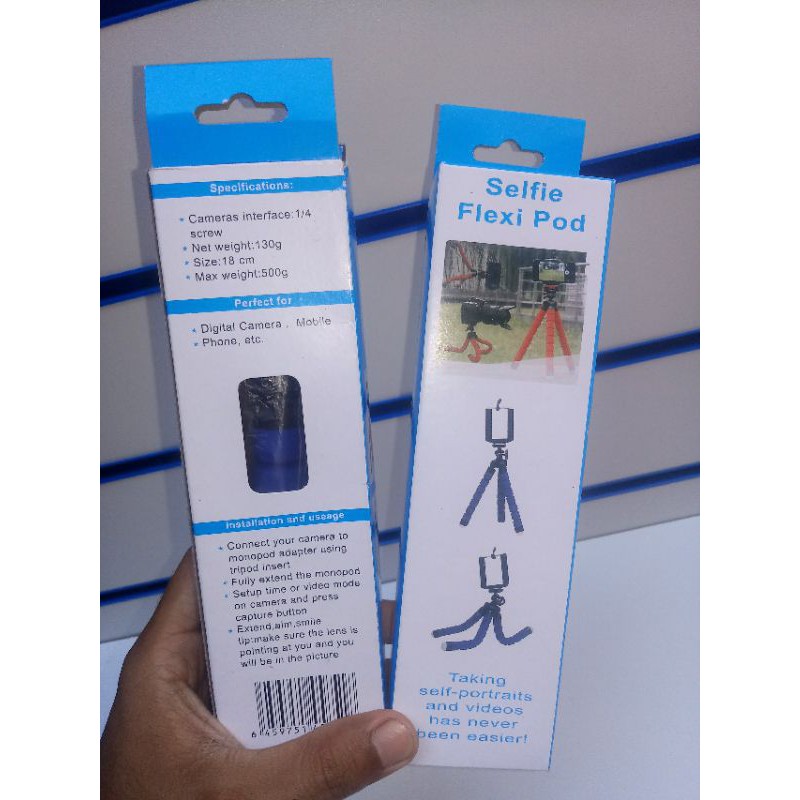 Specifications:
• Cameras interface:1/4
screw
• Net weight:130g
• Size:18 cm
• Max weight:500g
Perfect for
• Digital Camera . Mobile
• Phone, etc.
Installation and useage
• Connect your camera to
monopod adapter using
tripod insert
• Fully extend the monopod
• Setup time or video mode
on camera and press
capture button
• Extend,aim,smile
tip:make sure the lens is
pointing at you and you
will be in the picture
6 459751
Selfie
Flexi Pod
Taking
self-portraits
and videos
has never
been easier!